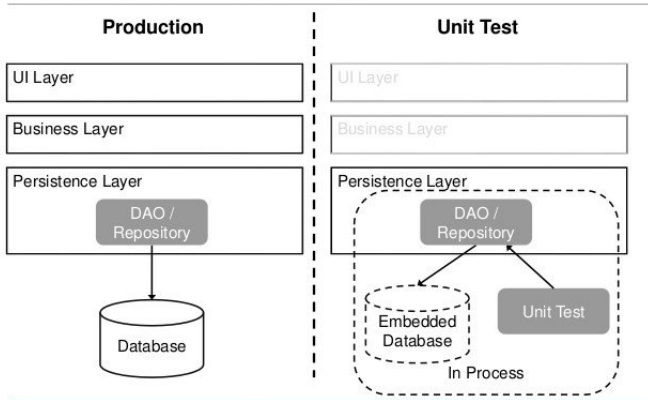 Production
UI Layer
Business Layer
Persistence Layer
DAO /
Repository
Database
Unit Test
UI Layer
Business Layer
Persistence Layer
DAO /
Repository
Embedded
Database
Unit Test
In Process